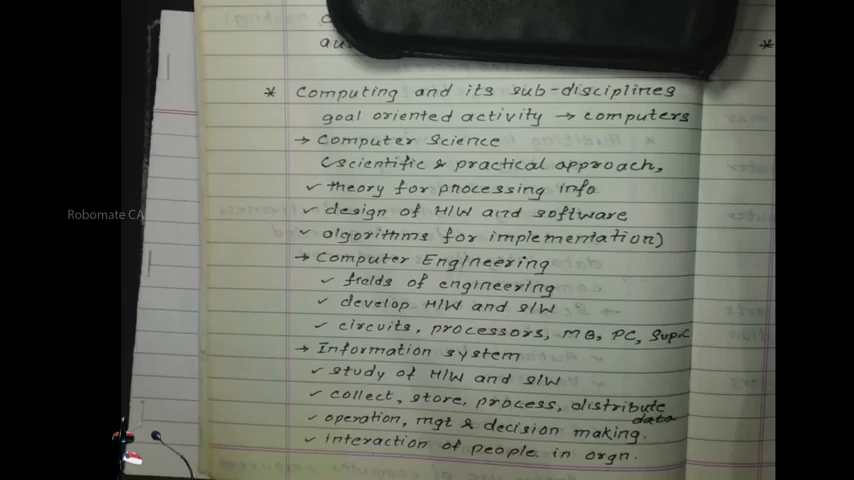 * Computing and its sub-disciplines
goal oriented activity → computers
→ Computer Science
(scientific & practical approach,
✓ theory for processing info
✓ design of H/W and software
Robomate CA
✓ algorithms for implementation)
→ Computer Engineering
✓ fields of engineering
✓ develop H/W and S/W
✓ circuits, processors, MB, PC, Supc
→ Information system
✓ study of H/W and S/W
✓ collect, store, process, distribute
data
✓ operation, mgt & decision making.
✓ interaction of people in orgn.